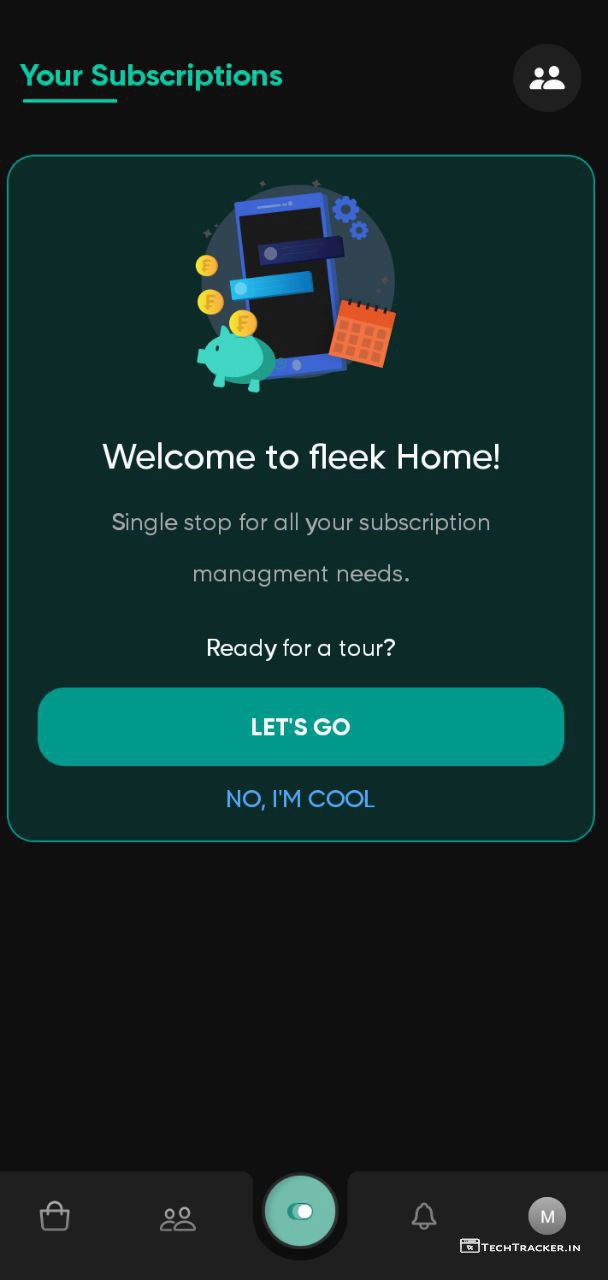 Your Subscriptions
Welcome to fleek Home!
Single stop for all your subscription
managment needs.
Ready for a tour?
LET'S GO
NO, I'M COOL
M
TechTracker.in